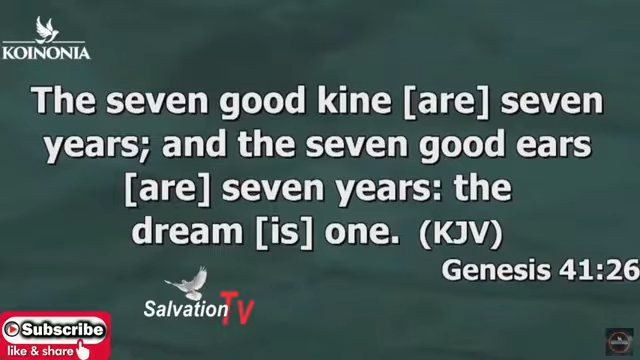 KOINONIA
The seven good kine [are] seven
years; and the seven good ears
[are] seven years: the
dream [is] one. (KJV)
Genesis 41:26
Salvation TV
Subscribe
like & share